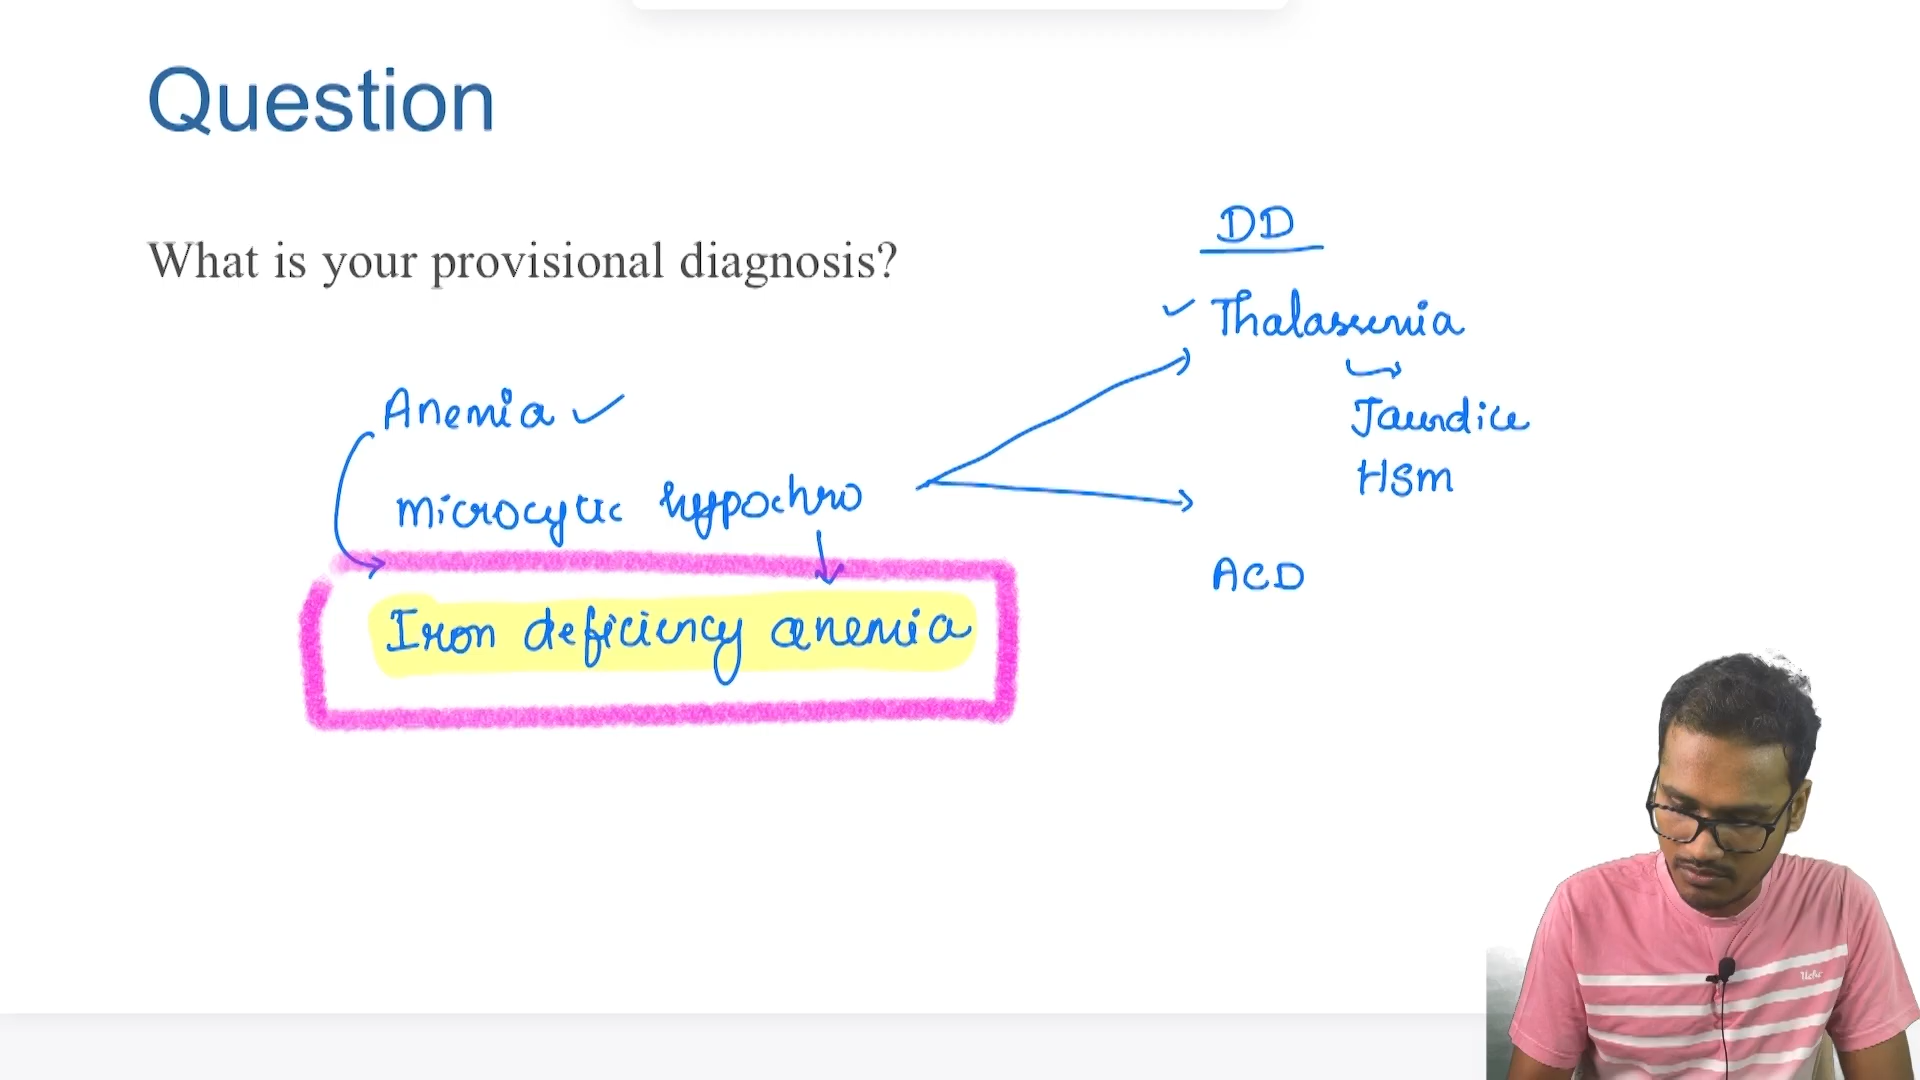 Question
What is your provisional diagnosis?
DD
Thalassemia
Jaundice
HSM
Anemia
microcytic hypochro
Iron deficiency anemia
ACD